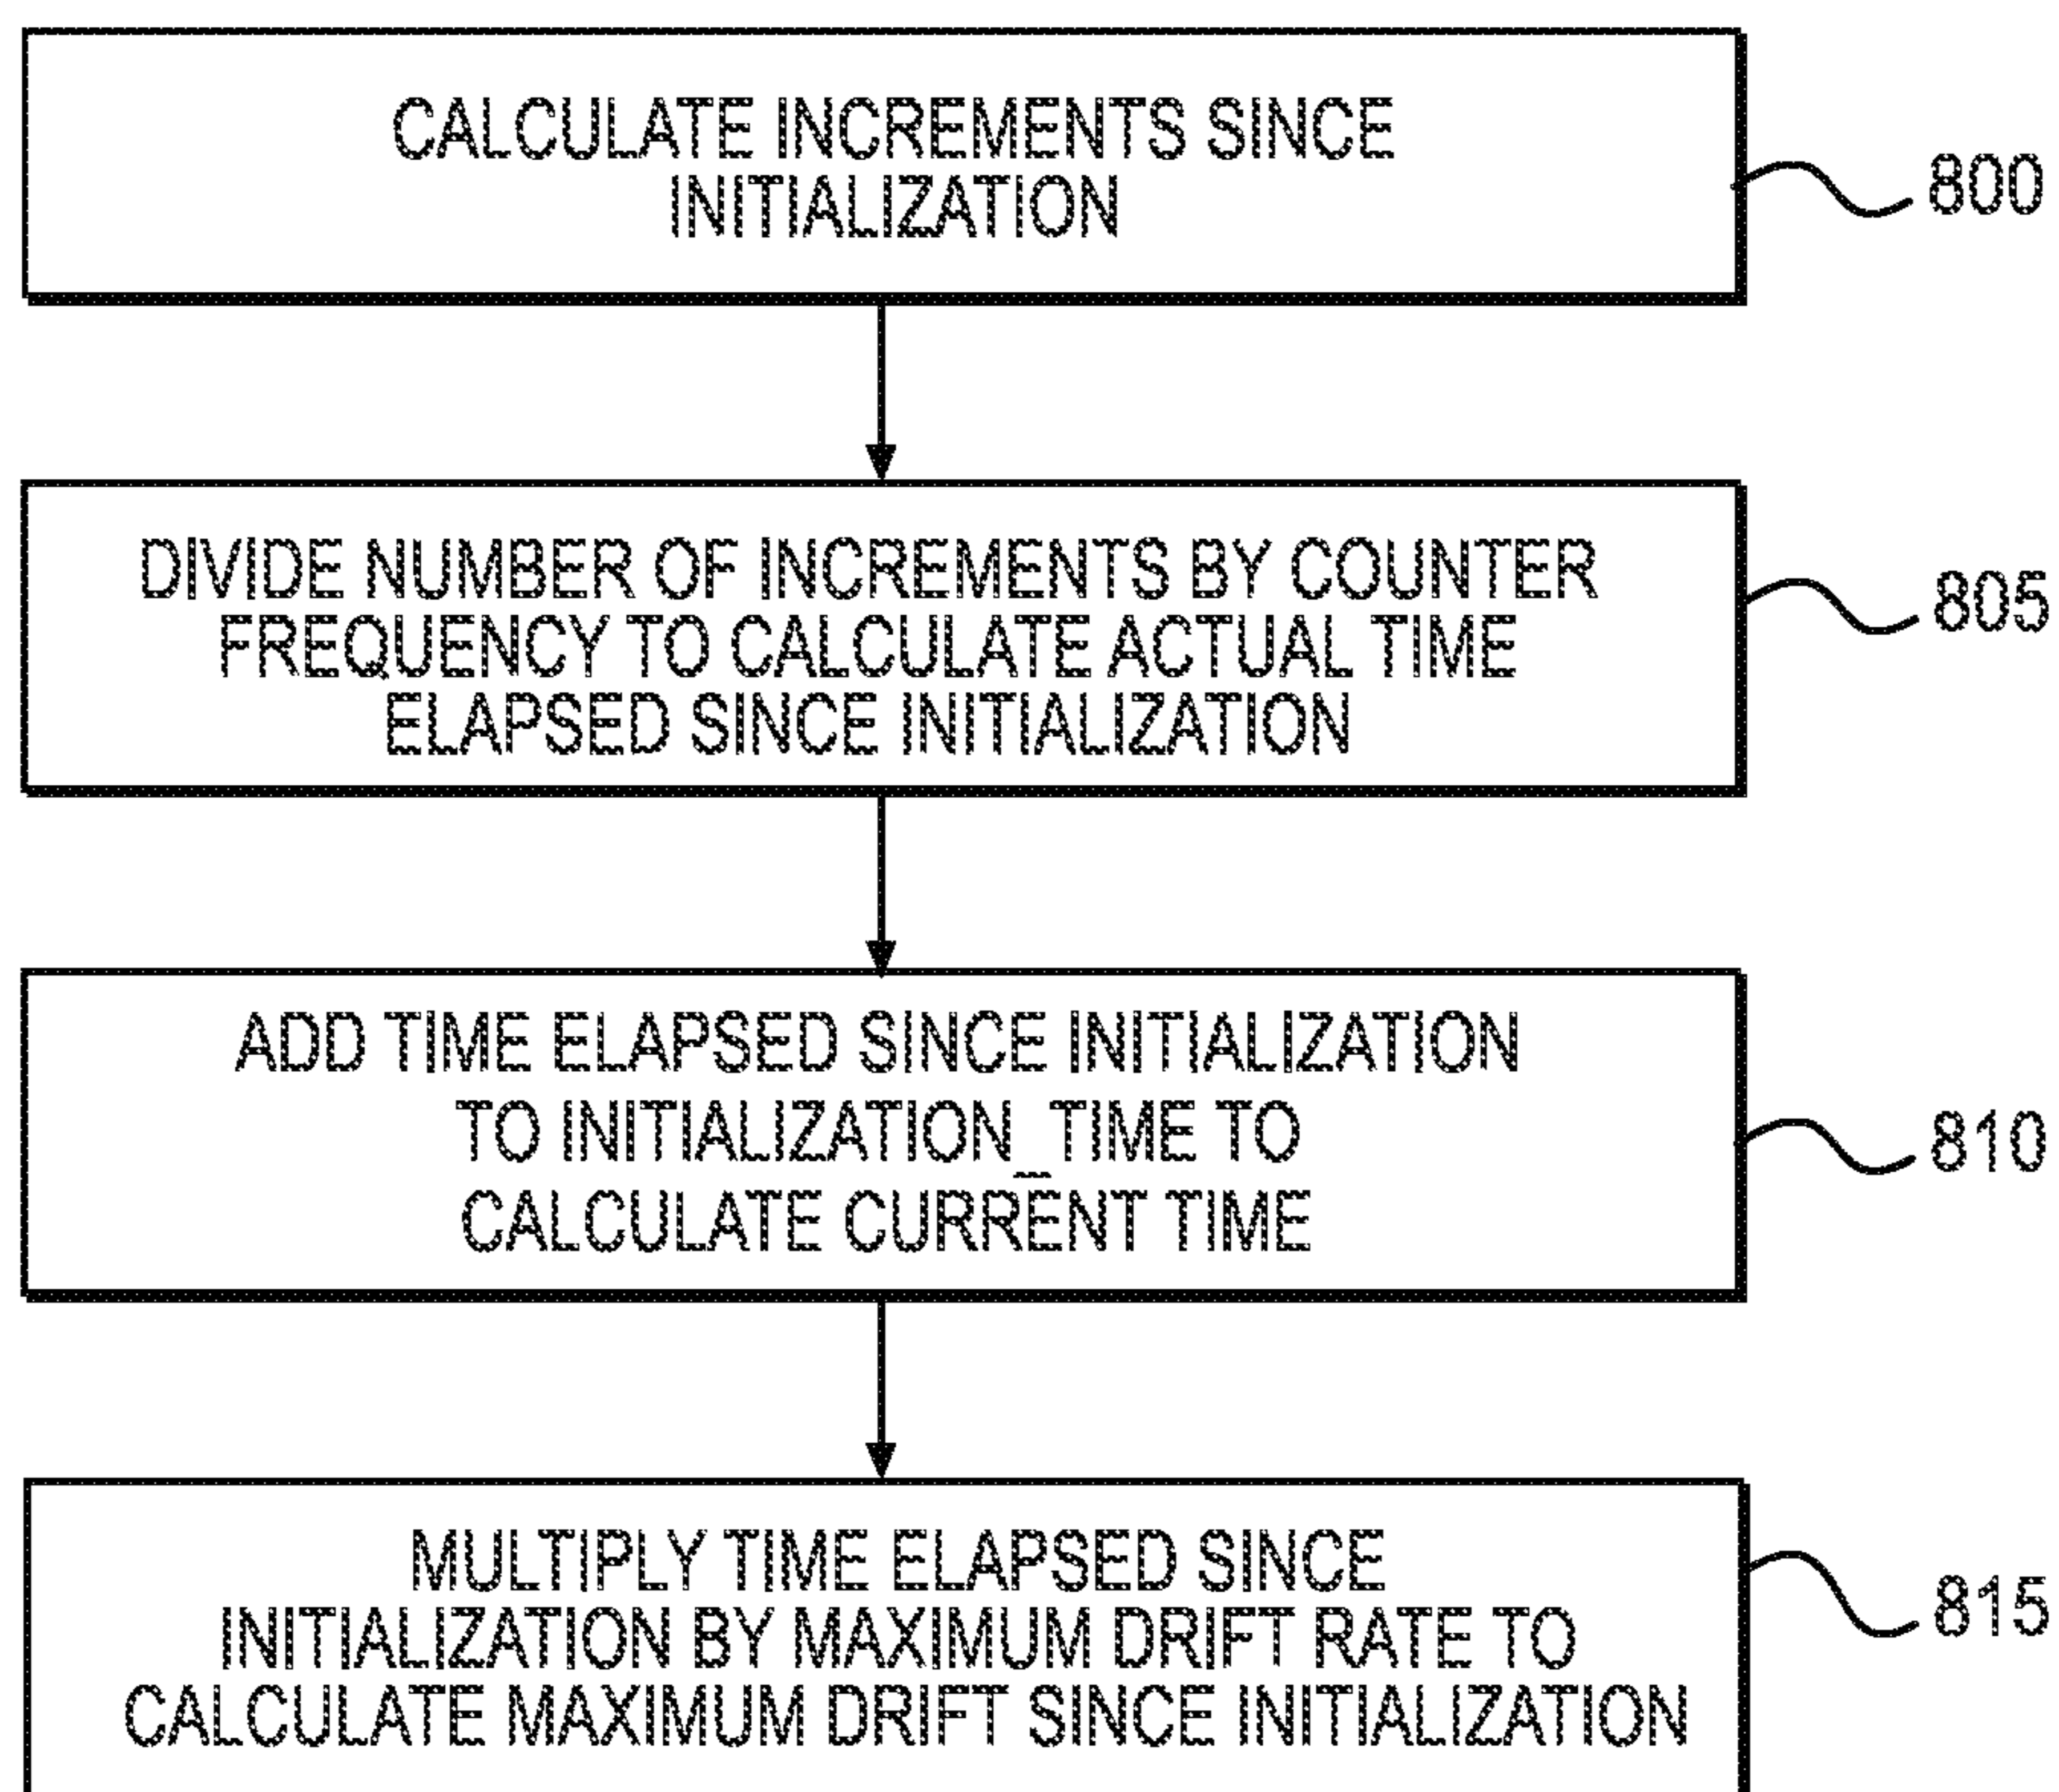 CALCULATE INCREMENTS SINCE
INITIALIZATION
800
DIVIDE NUMBER OF INCREMENTS BY COUNTER
FREQUENCY TO CALCULATE ACTUAL TIME
ELAPSED SINCE INITIALIZATION
805
ADD TIME ELAPSED SINCE INITIALIZATION
TO INITIALIZATION_TIME TO
CALCULATE CURRENT TIME
810
MULTIPLY TIME ELAPSED SINCE
INITIALIZATION BY MAXIMUM DRIFT RATE TO
CALCULATE MAXIMUM DRIFT SINCE INITIALIZATION
815